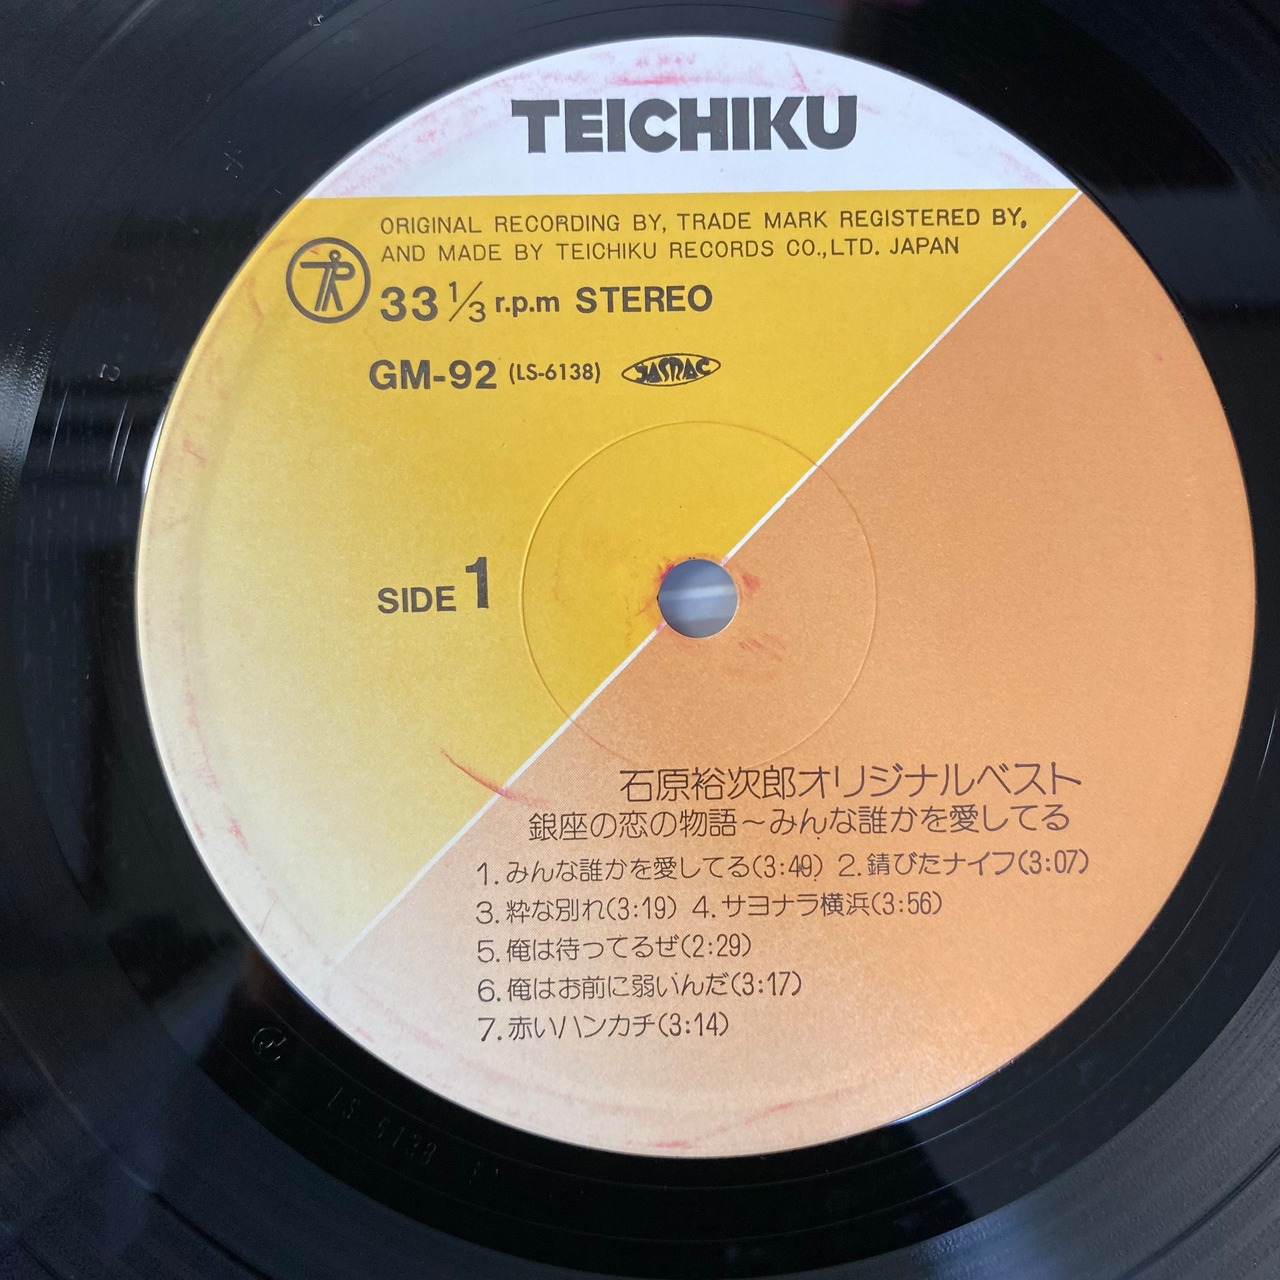 TEICHIKU
ORIGINAL RECORDING BY, TRADE MARK REGISTERED BY,
AND MADE BY TEICHIKU RECORDS CO.,LTD. JAPAN
33 1/3 r.p.m STEREO
GM-92 (LS-6138) JASRAC
SIDE 1
石原裕次郎オリジナルベスト
銀座の恋の物語～みんな誰かを愛してる
1. みんな誰かを愛してる(3:40) 2. 錆びたナイフ(3:07)
3. 粋な別れ(3:19) 4. サヨナラ横浜(3:56)
5. 俺は待ってるぜ(2:29)
6. 俺はお前に弱いんだ(3:17)
7. 赤いハンカチ(3:14)
LS 6138